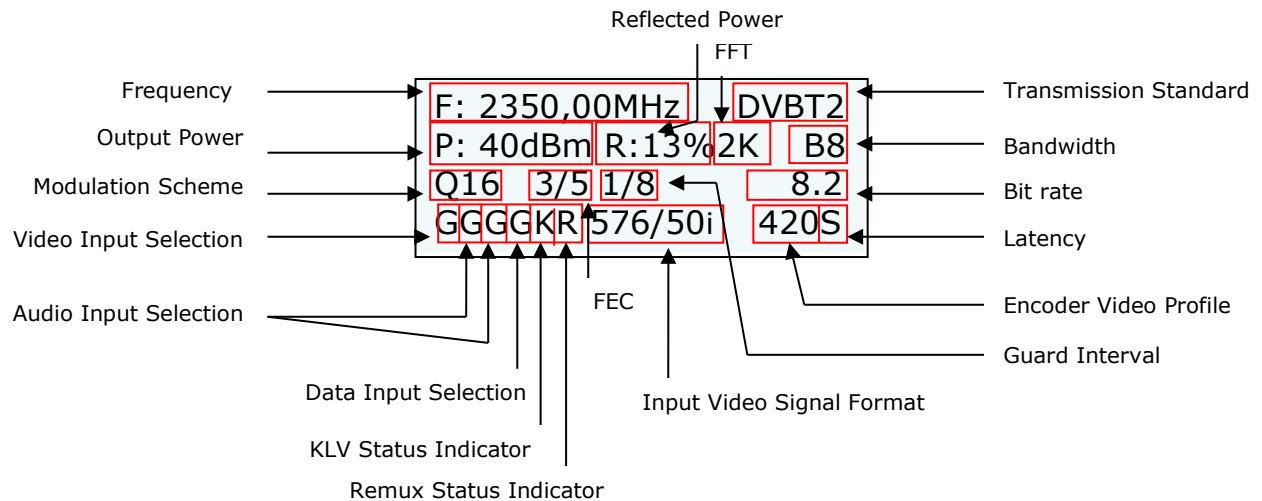 Reflected Power
FFT
Frequency
F: 2350,00MHz
DVBT2
Transmission Standard
Output Power
P: 40dBm
R:13%
2K
B8
Bandwidth
Modulation Scheme
Q16
3/5
1/8
8.2
Bit rate
Video Input Selection
GGGGKR
576/50i
420S
Latency
FEC
Audio Input Selection
Encoder Video Profile
Guard Interval
Data Input Selection
Input Video Signal Format
KLV Status Indicator
Remux Status Indicator